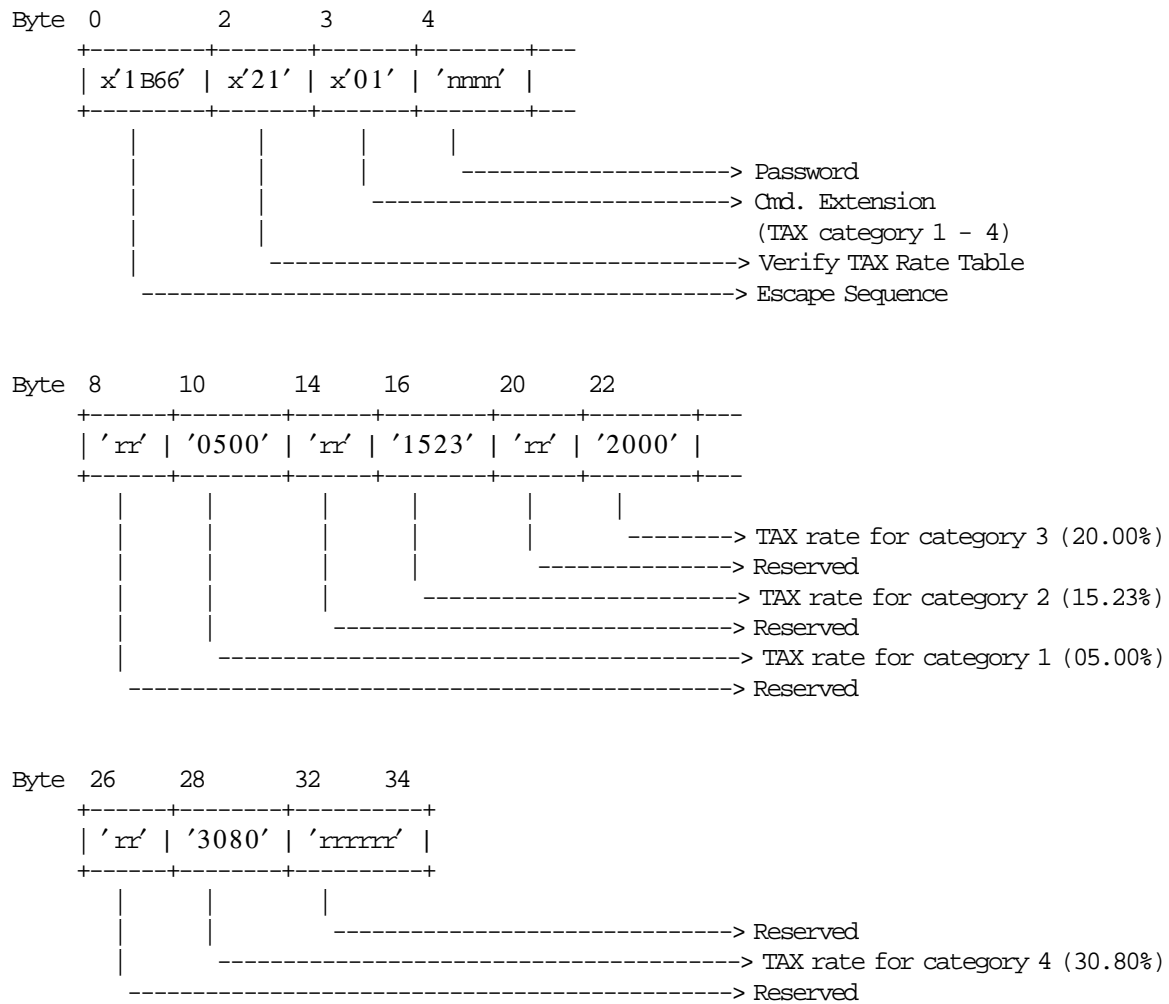 Byte 0 2 3 4
+---------+-------+-------+--------+---
| x'1B66' | x'21' | x'01' | 'nnnn' |
+---------+-------+-------+--------+---
| | | |
| | | ---------------------> Password
| | ----------------------------> Cmd. Extension
| | (TAX category 1 - 4)
| ------------------------------------> Verify TAX Rate Table
----------------------------------------------> Escape Sequence
Byte 8 10 14 16 20 22
+------+--------+------+--------+------+--------+---
| 'rr' | '0500' | 'rr' | '1523' | 'rr' | '2000' |
+------+--------+------+--------+------+--------+---
| | | | | |
| | | | | --------> TAX rate for category 3 (20.00%)
| | | | ---------------> Reserved
| | | ------------------------> TAX rate for category 2 (15.23%)
| | -------------------------------> Reserved
| ----------------------------------------> TAX rate for category 1 (05.00%)
-----------------------------------------------> Reserved
Byte 26 28 32 34
+------+--------+----------+
| 'rr' | '3080' | 'rrrrrr' |
+------+--------+----------+
| | |
| | -------------------------------> Reserved
| ----------------------------------------> TAX rate for category 4 (30.80%)
-----------------------------------------------> Reserved